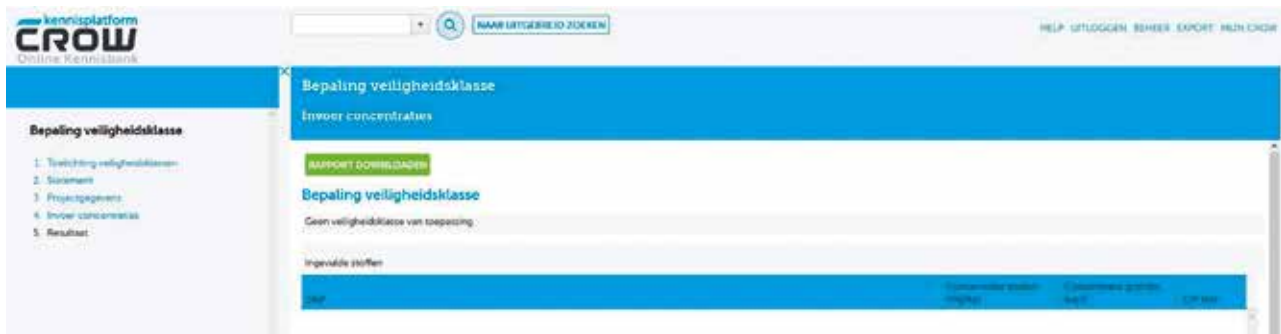 kennisplatform
CROW
Online Kennisbank
NAAR UITGEBREID ZOEKEN
HELP UITLOGGEN BEHEER EXPORT MIJN CROW
Bepaling veiligheidsklasse
Invoer concentraties
Bepaling veiligheidsklasse
1. Toelichting veiligheidsklassen
2. Statement
3. Projectgegevens
4. Invoer concentraties
5. Resultaat
RAPPORT DOWNLOADEN
Bepaling veiligheidsklasse
Geen veiligheidsklasse van toepassing
Ingevulde stoffen